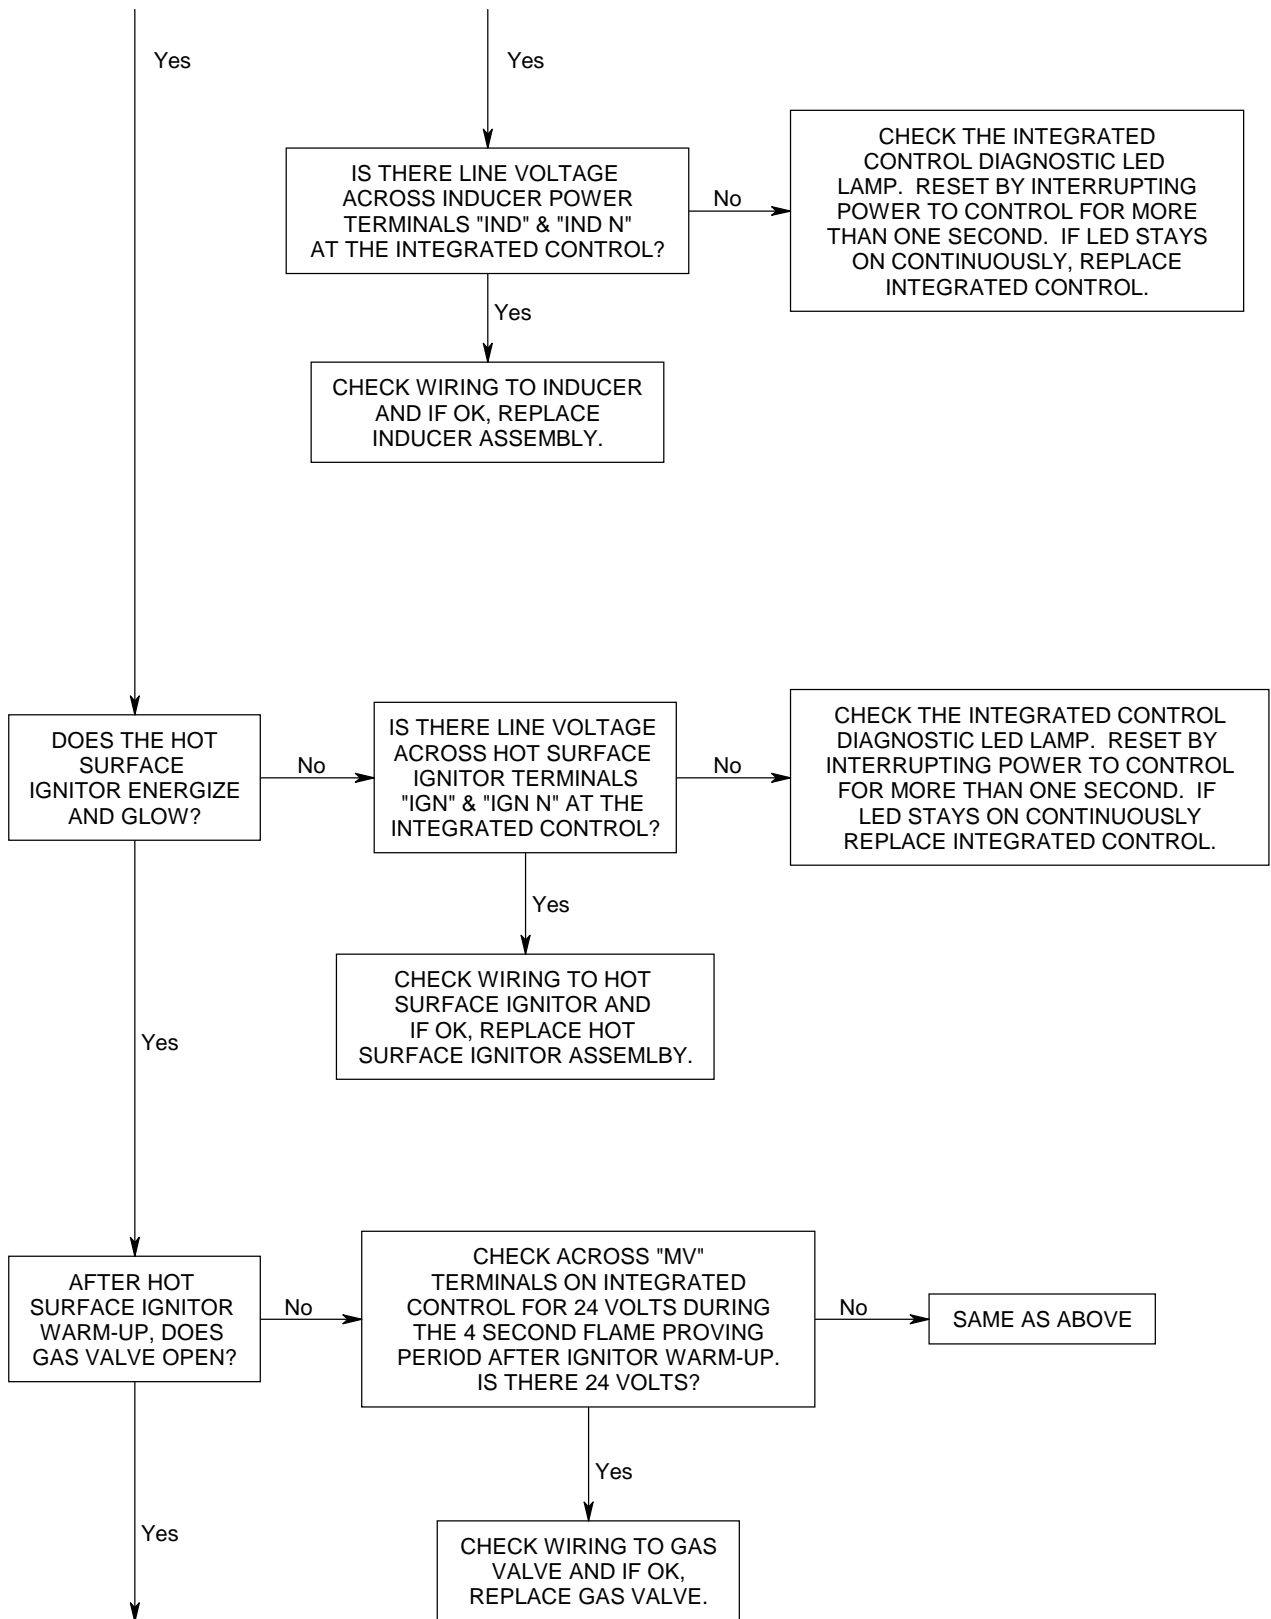 Yes
Yes
IS THERE LINE VOLTAGE
ACROSS INDUCER POWER
TERMINALS "IND" & "IND N"
AT THE INTEGRATED CONTROL?
No
CHECK THE INTEGRATED
CONTROL DIAGNOSTIC LED
LAMP. RESET BY INTERRUPTING
POWER TO CONTROL FOR MORE
THAN ONE SECOND. IF LED STAYS
ON CONTINUOUSLY, REPLACE
INTEGRATED CONTROL.
Yes
CHECK WIRING TO INDUCER
AND IF OK, REPLACE
INDUCER ASSEMBLY.
DOES THE HOT
SURFACE
IGNITOR ENERGIZE
AND GLOW?
No
IS THERE LINE VOLTAGE
ACROSS HOT SURFACE
IGNITOR TERMINALS
"IGN" & "IGN N" AT THE
INTEGRATED CONTROL?
No
CHECK THE INTEGRATED CONTROL
DIAGNOSTIC LED LAMP. RESET BY
INTERRUPTING POWER TO CONTROL
FOR MORE THAN ONE SECOND. IF
LED STAYS ON CONTINUOUSLY
REPLACE INTEGRATED CONTROL.
Yes
CHECK WIRING TO HOT
SURFACE IGNITOR AND
IF OK, REPLACE HOT
SURFACE IGNITOR ASSEMLBY.
Yes
AFTER HOT
SURFACE IGNITOR
WARM-UP, DOES
GAS VALVE OPEN?
No
CHECK ACROSS "MV"
TERMINALS ON INTEGRATED
CONTROL FOR 24 VOLTS DURING
THE 4 SECOND FLAME PROVING
PERIOD AFTER IGNITOR WARM-UP.
IS THERE 24 VOLTS?
No
SAME AS ABOVE
Yes
CHECK WIRING TO GAS
VALVE AND IF OK,
REPLACE GAS VALVE.
Yes